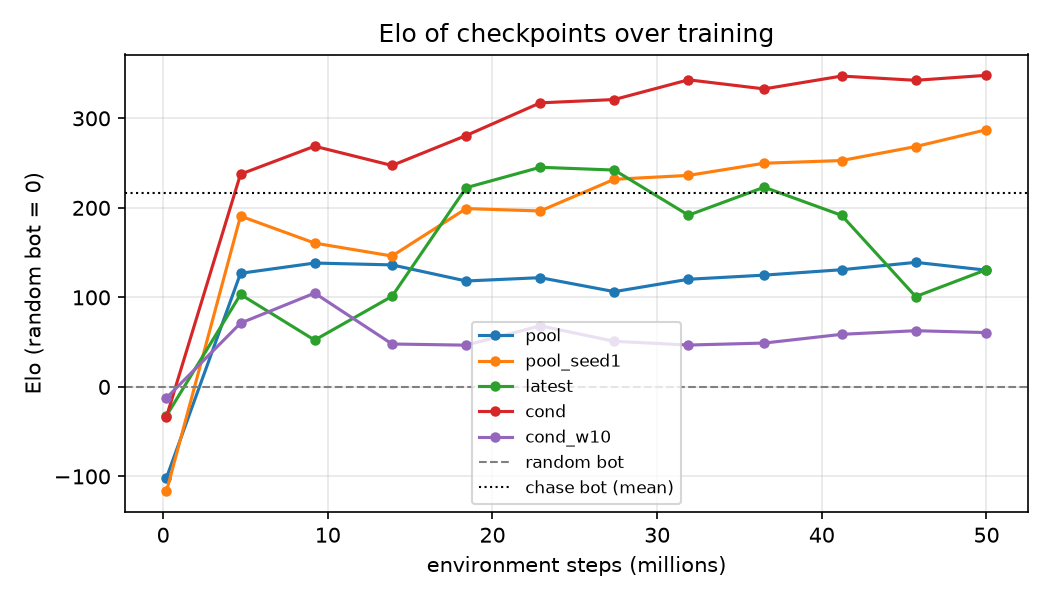 Elo of checkpoints over training
Elo (random bot = 0)
300
200
100
0
−100
pool
pool_seed1
latest
cond
cond_w10
random bot
chase bot (mean)
0 10 20 30 40 50
environment steps (millions)